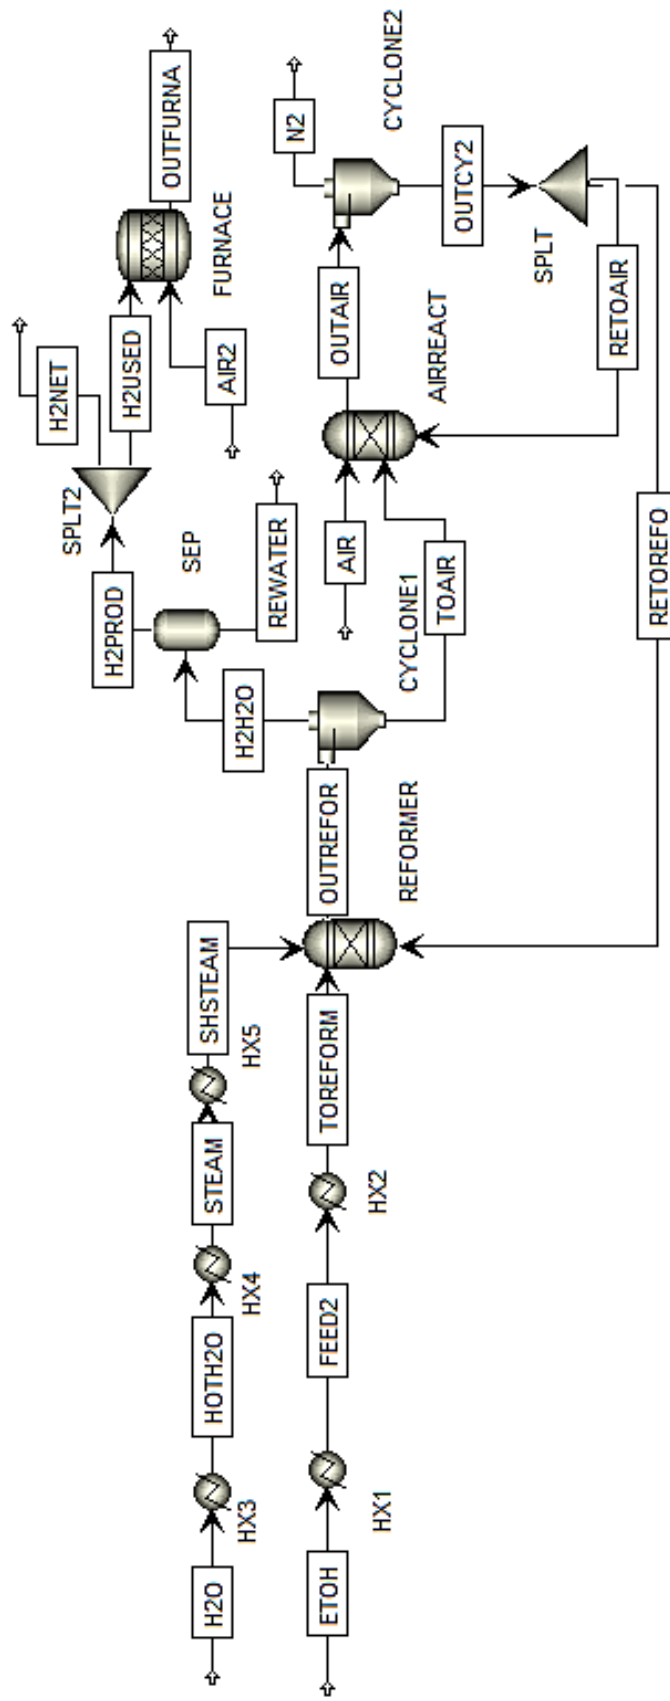 H2O
HX3
HOTH2O
HX4
STEAM
HX5
SHSTEAM
ETOH
HX1
FEED2
HX2
TOREFORM
REFORMER
OUTREFOR
CYCLONE1
H2H2O
TOAIR
SEP
H2PROD
REWATER
SPLT2
H2NET
H2USED
AIR2
FURNACE
OUTFURNA
AIR
AIRREACT
OUTAIR
CYCLONE2
N2
OUTCY2
SPLT
RETOAIR
RETOREFO